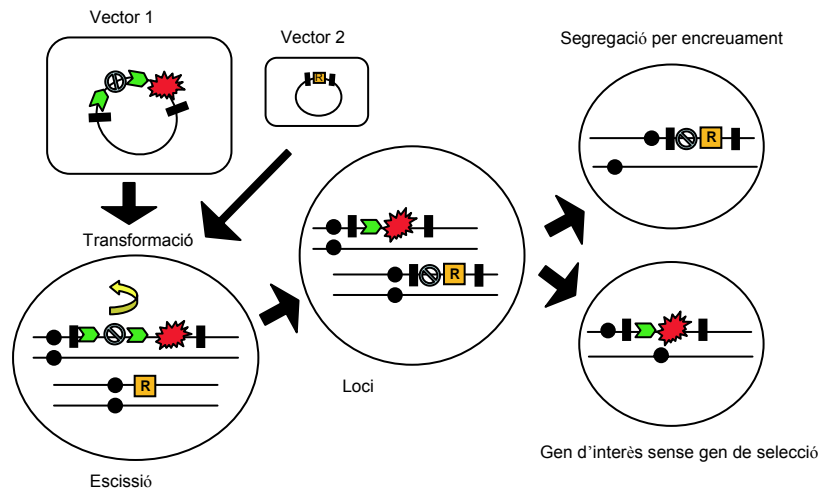 Vector 1
Vector 2
Segregació per encreuament
R
R
Transformació
R
R
Loci
Gen d'interès sense gen de selecció
Escissió